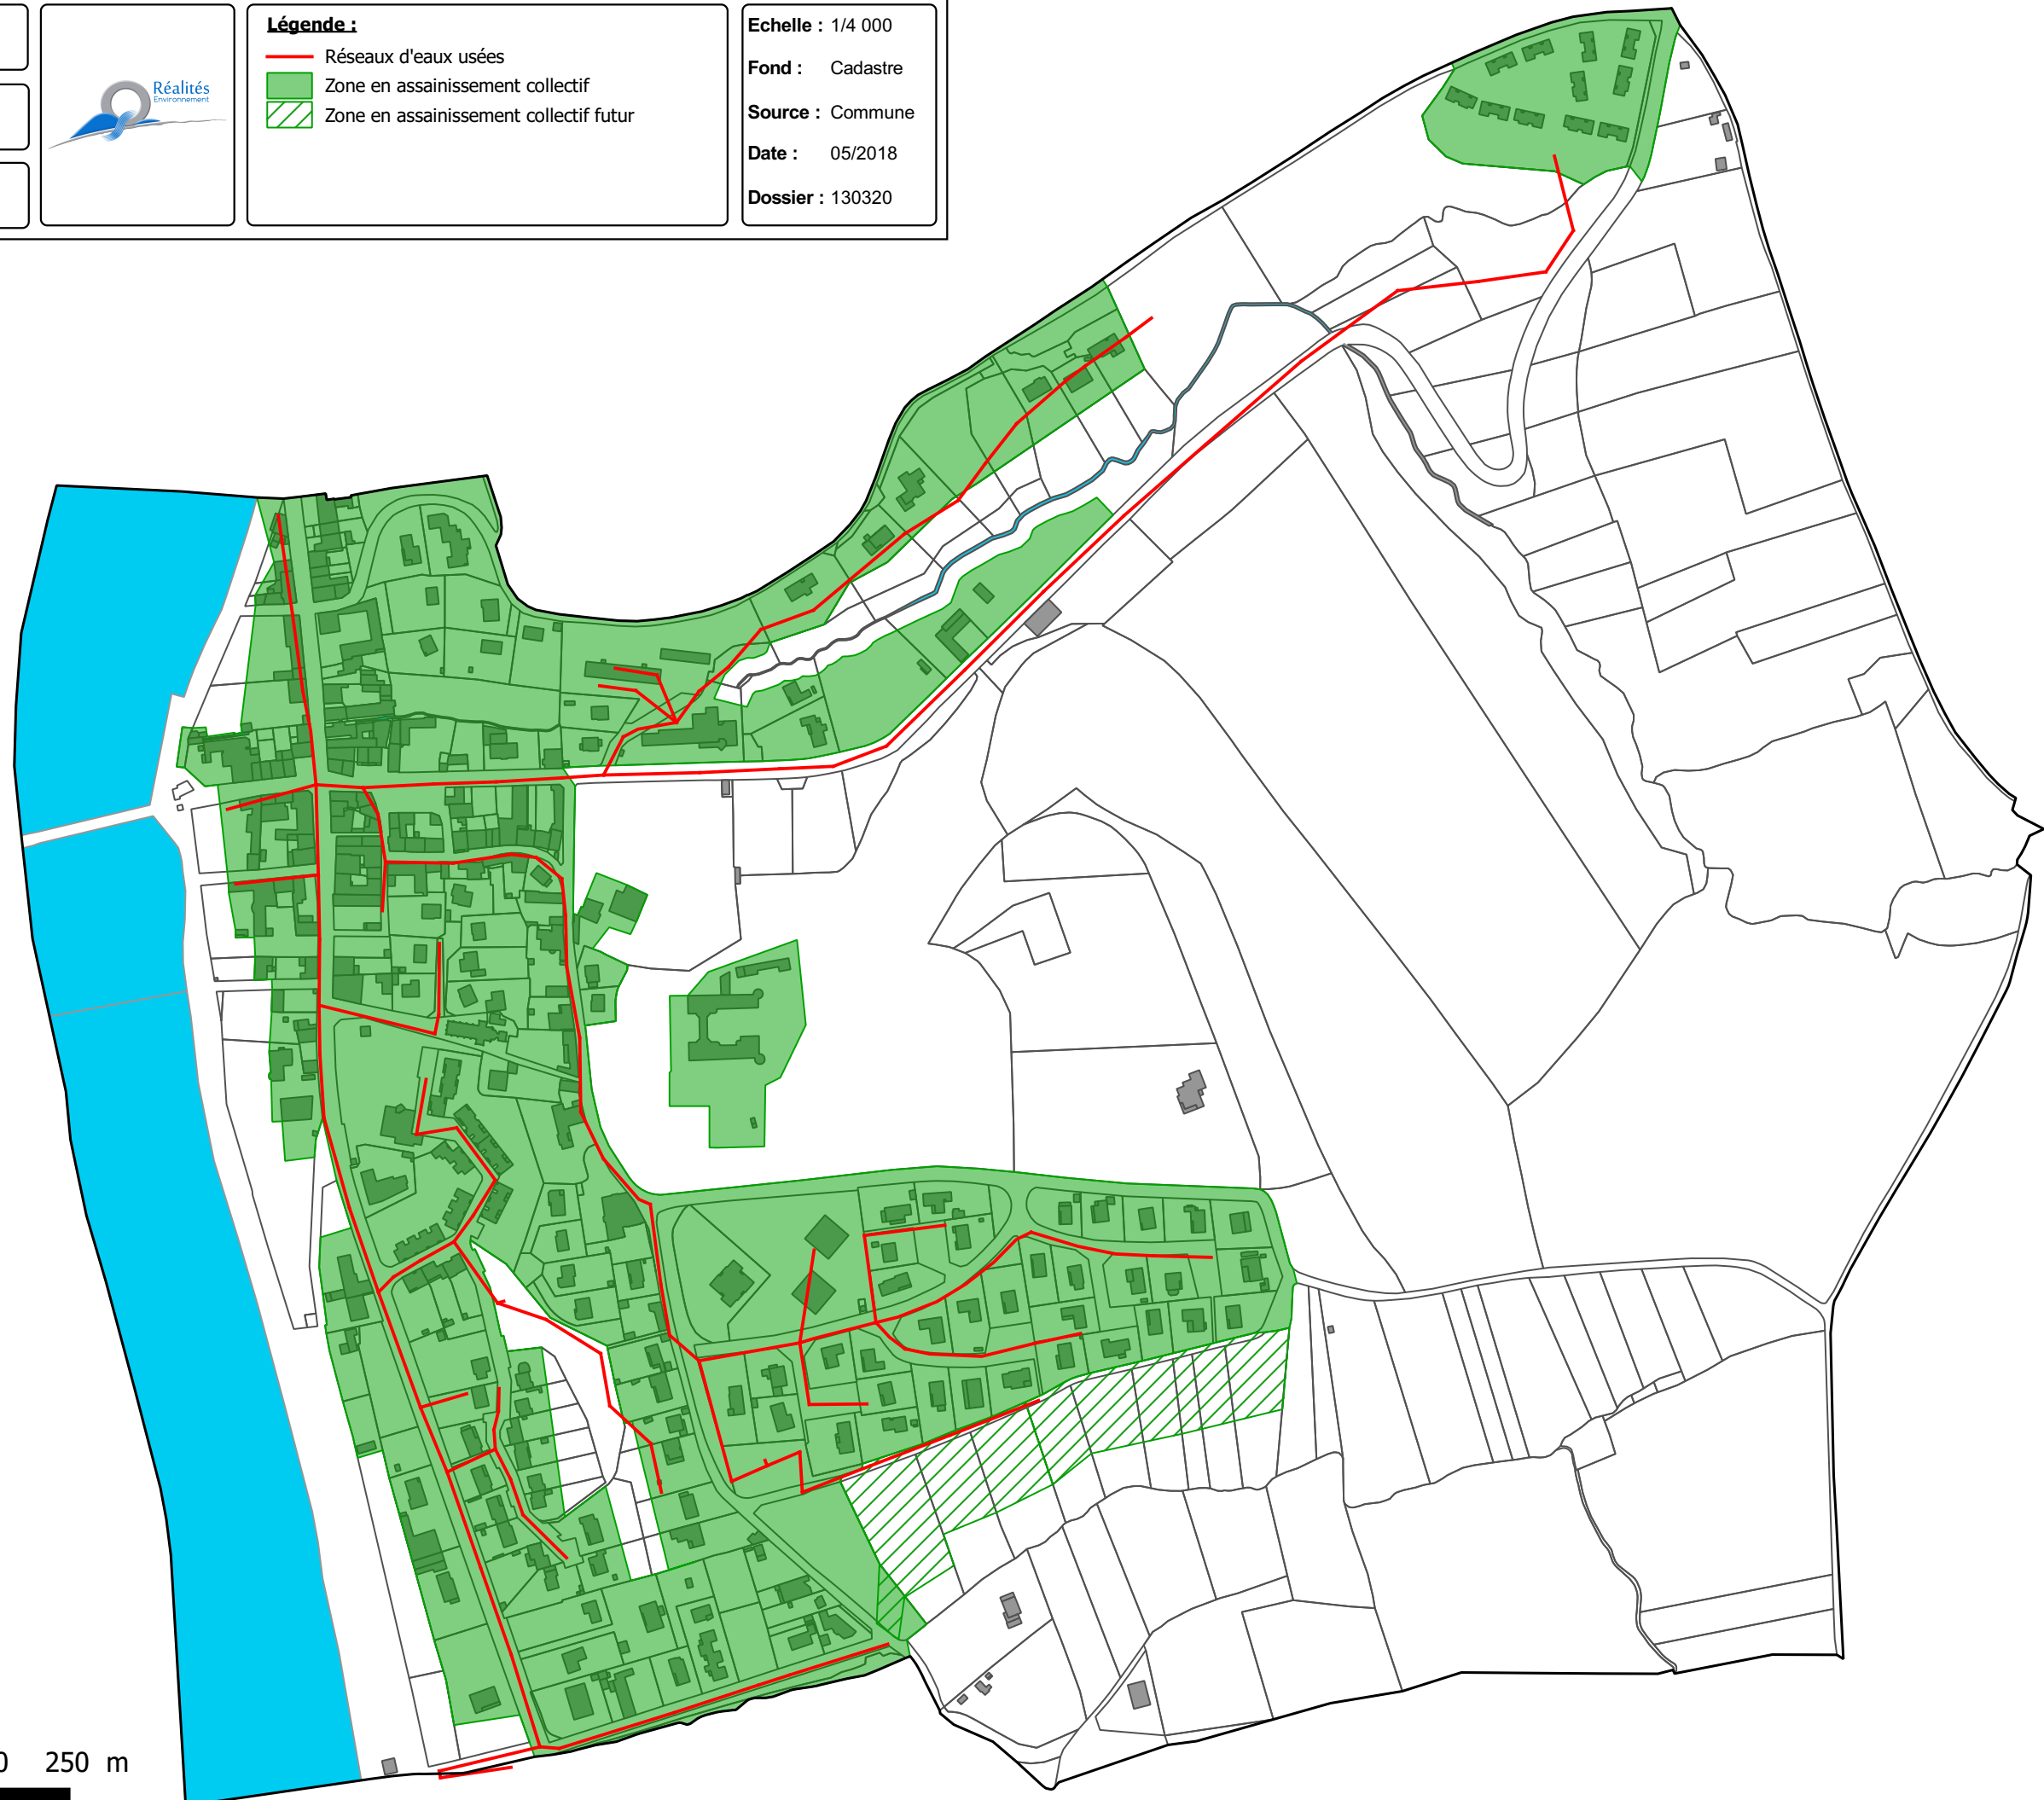 Réalités
Environnement
Légende :
Réseaux d'eaux usées
Zone en assainissement collectif
Zone en assainissement collectif futur
Echelle : 1/4 000
Fond : Cadastre
Source : Commune
Date : 05/2018
Dossier : 130320
250 m